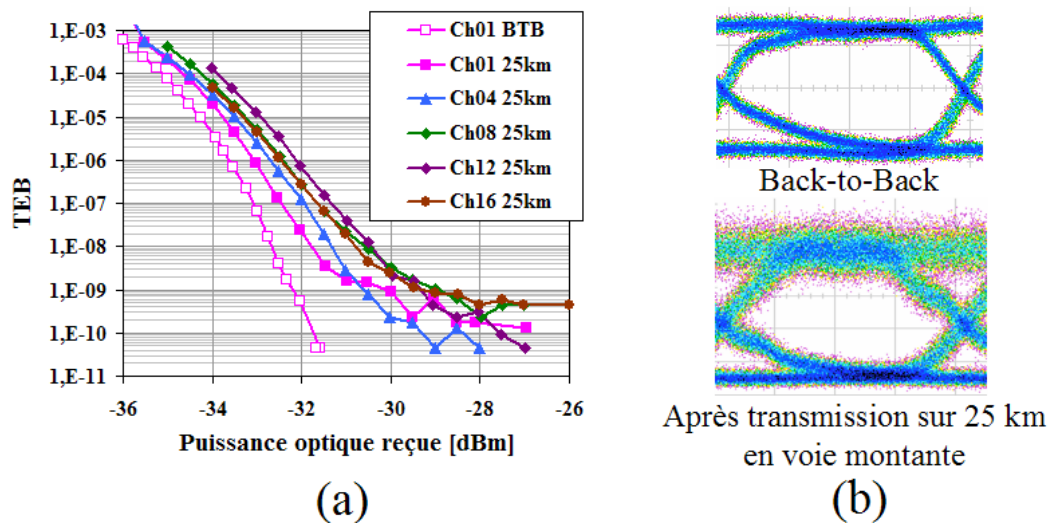 1,E-03
1,E-04
1,E-05
1,E-06
1,E-07
1,E-08
1,E-09
1,E-10
1,E-11
TEB
-36 -34 -32 -30 -28 -26
Puissance optique reçue [dBm]
Ch01 BTB
Ch01 25km
Ch04 25km
Ch08 25km
Ch12 25km
Ch16 25km
(a)
Back-to-Back
Après transmission sur 25 km
en voie montante
(b)